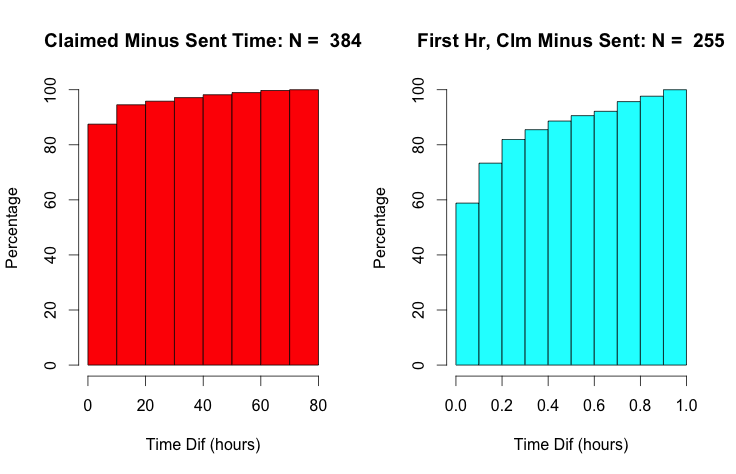 Claimed Minus Sent Time: N =  384
Percentage
0 20 40 60 80 100
0 20 40 60 80
Time Dif (hours)
First Hr, Clm Minus Sent: N =  255
Percentage
0 20 40 60 80 100
0.0 0.2 0.4 0.6 0.8 1.0
Time Dif (hours)